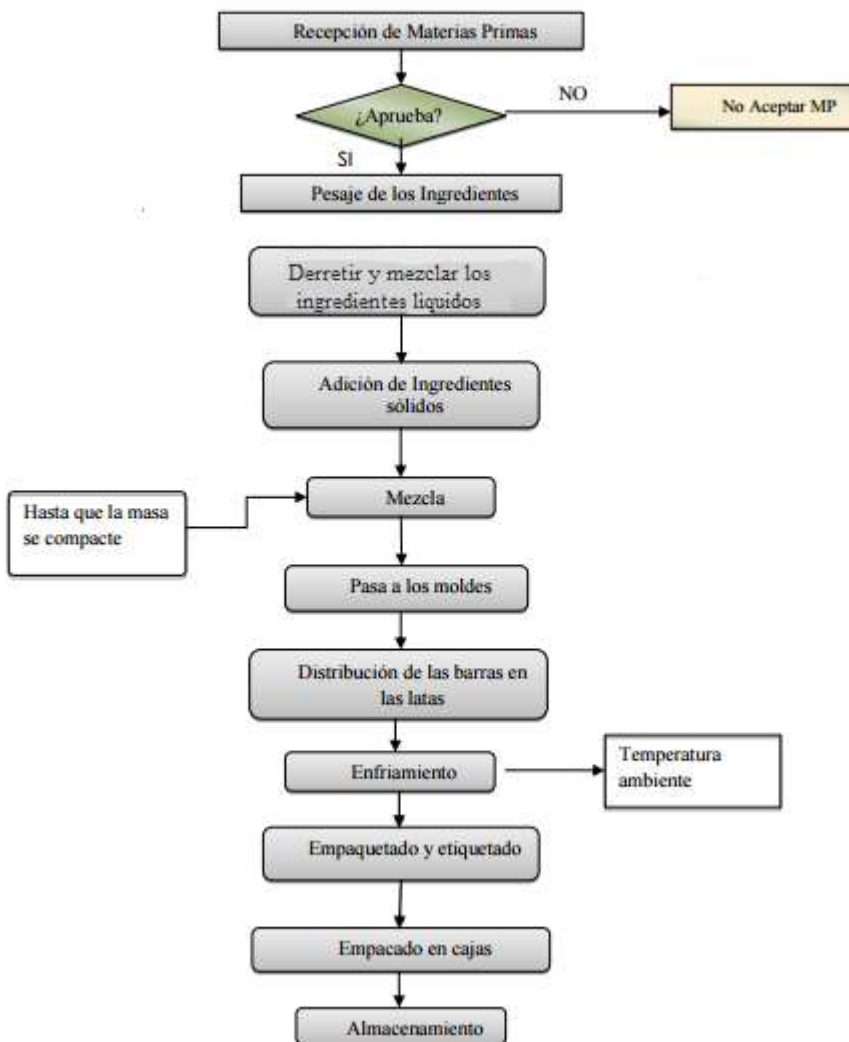 Recepción de Materias Primas
¿Aprueba?
NO
No Aceptar MP
SI
Pesaje de los Ingredientes
Derretir y mezclar los
ingredientes liquidos
Adición de Ingredientes
sólidos
Mezcla
Hasta que la masa
se compacte
Pasa a los moldes
Distribución de las barras en
las latas
Enfriamiento
Temperatura
ambiente
Empaquetado y etiquetado
Empacado en cajas
Almacenamiento